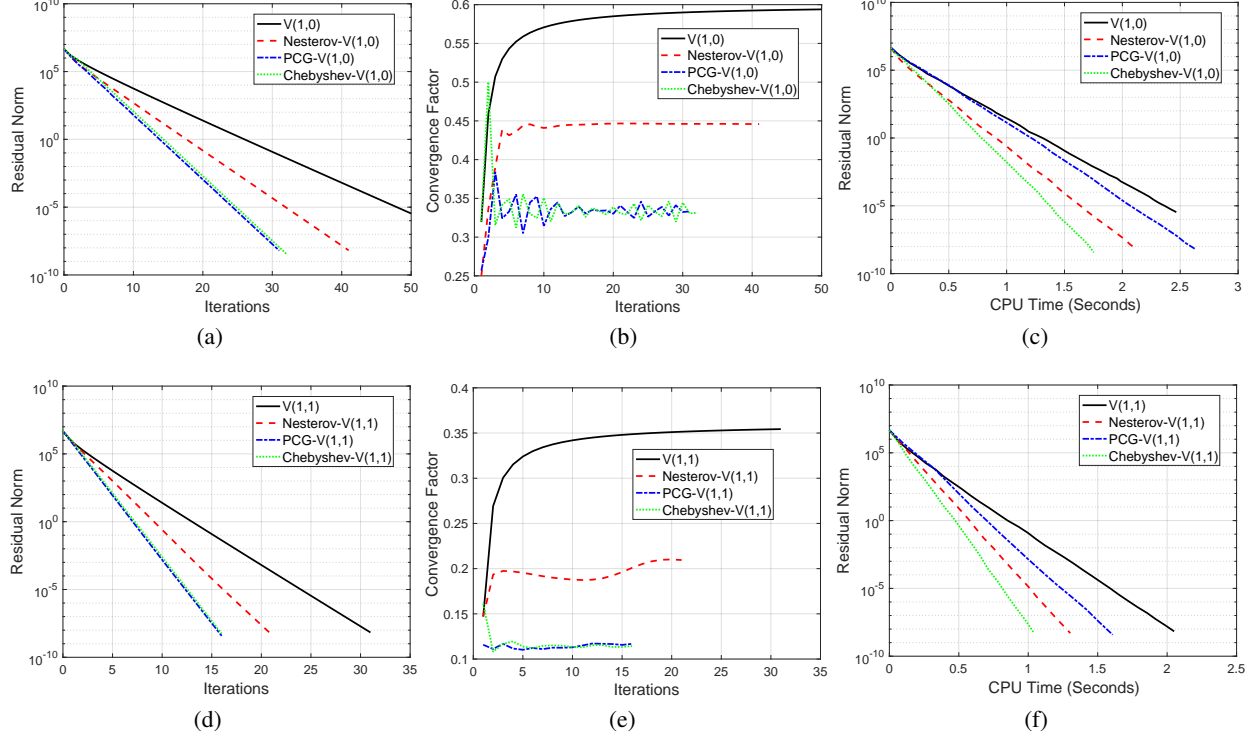 10^10
10^5
10^0
10^-5
10^-10
Residual Norm
0 10 20 30 40 50
Iterations
V(1,0)
Nesterov-V(1,0)
PCG-V(1,0)
Chebyshev-V(1,0)
(a)
0.6
0.55
0.5
0.45
0.4
0.35
0.3
0.25
Convergence Factor
0 10 20 30 40 50
Iterations
V(1,0)
Nesterov-V(1,0)
PCG-V(1,0)
Chebyshev-V(1,0)
(b)
10^10
10^5
10^0
10^-5
10^-10
Residual Norm
0 0.5 1 1.5 2 2.5 3
CPU Time (Seconds)
V(1,0)
Nesterov-V(1,0)
PCG-V(1,0)
Chebyshev-V(1,0)
(c)
10^10
10^5
10^0
10^-5
10^-10
Residual Norm
0 5 10 15 20 25 30 35
Iterations
V(1,1)
Nesterov-V(1,1)
PCG-V(1,1)
Chebyshev-V(1,1)
(d)
0.4
0.35
0.3
0.25
0.2
0.15
0.1
Convergence Factor
0 5 10 15 20 25 30 35
Iterations
V(1,1)
Nesterov-V(1,1)
PCG-V(1,1)
Chebyshev-V(1,1)
(e)
10^10
10^5
10^0
10^-5
10^-10
Residual Norm
0 0.5 1 1.5 2 2.5
CPU Time (Seconds)
V(1,1)
Nesterov-V(1,1)
PCG-V(1,1)
Chebyshev-V(1,1)
(f)